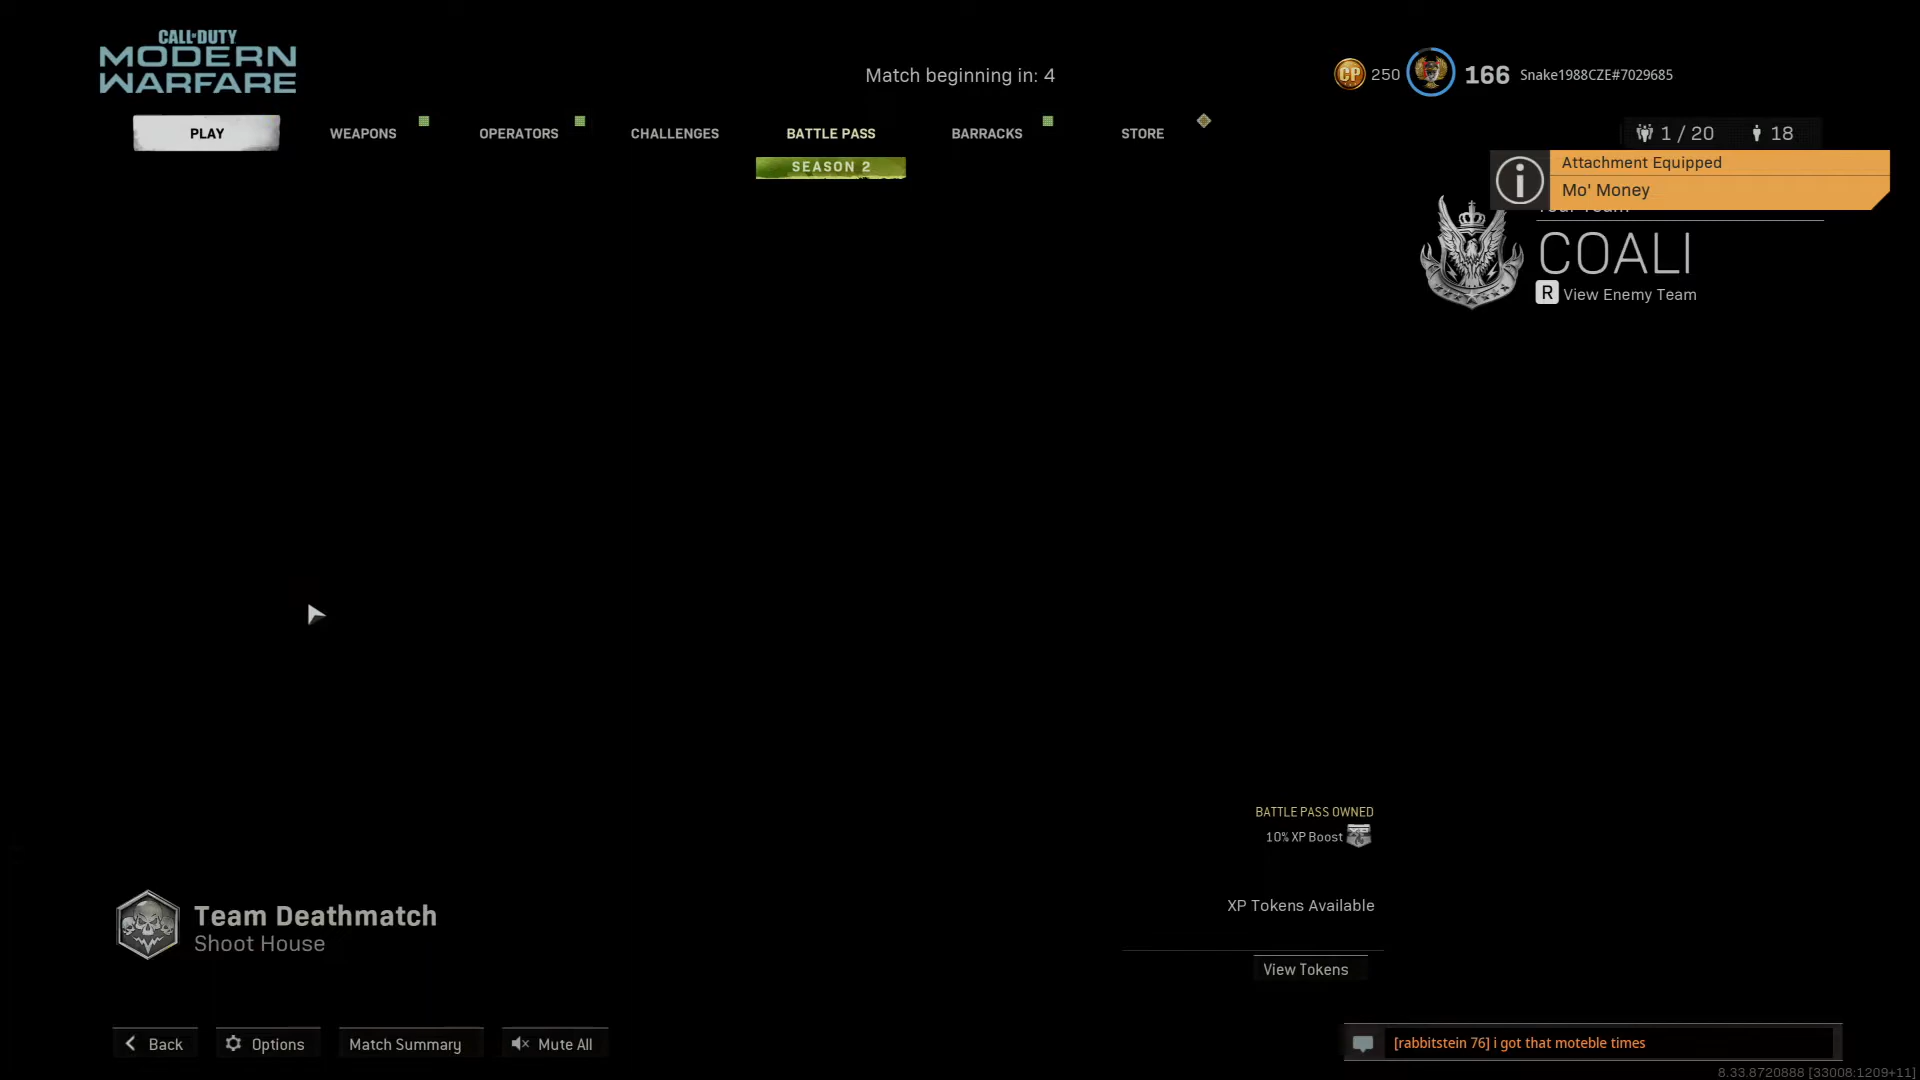 CALL OF DUTY
MODERN
WARFARE
Match beginning in: 4
CP 250 166 Snake1988CZE#7029685
PLAY WEAPONS OPERATORS CHALLENGES BATTLE PASS BARRACKS STORE
SEASON 2
1 / 20 18
Attachment Equipped
Mo' Money
Your Team
COALI
R View Enemy Team
BATTLE PASS OWNED
10% XP Boost
XP Tokens Available
View Tokens
Team Deathmatch
Shoot House
Back Options Match Summary Mute All
[rabbitstein 76] i got that moteble times
8.33.8720888 [33008:1209+11]